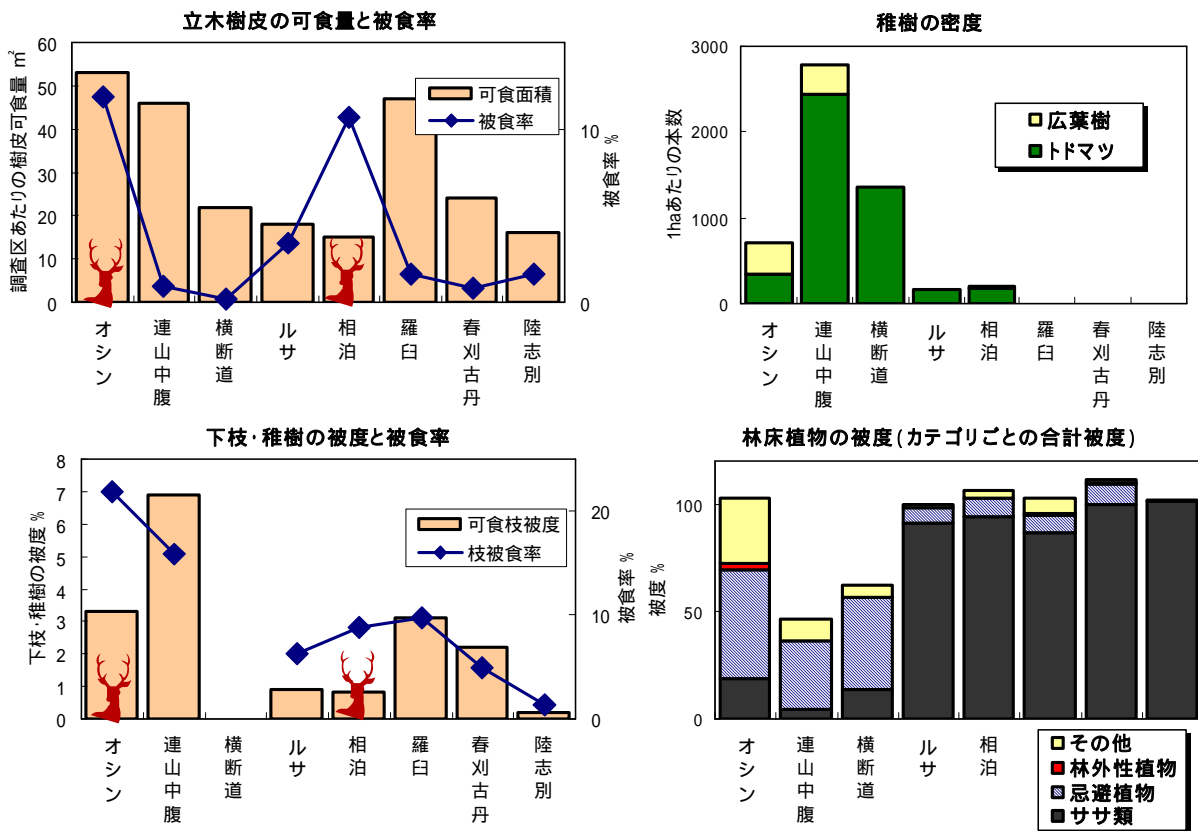 立木樹皮の可食量と被食率
調査区あたりの樹皮可食量 ㎡
60
50
40
30
20
10
0
可食面積
被食率
10
0
被食率 %
オシン
連山中腹
横断道
ルサ
相泊
羅臼
春刈古丹
陸志別
稚樹の密度
1haあたりの本数
3000
2000
1000
0
広葉樹
トドマツ
オシン
連山中腹
横断道
ルサ
相泊
羅臼
春刈古丹
陸志別
下枝・稚樹の被度と被食率
下枝・稚樹の被度 %
8
7
6
5
4
3
2
1
0
可食枝被度
枝被食率
20
10
0
被食率 %
オシン
連山中腹
横断道
ルサ
相泊
羅臼
春刈古丹
陸志別
林床植物の被度(カテゴリごとの合計被度)
被度 %
100
50
0
オシン
連山中腹
横断道
ルサ
相泊
その他
林外性植物
忌避植物
ササ類